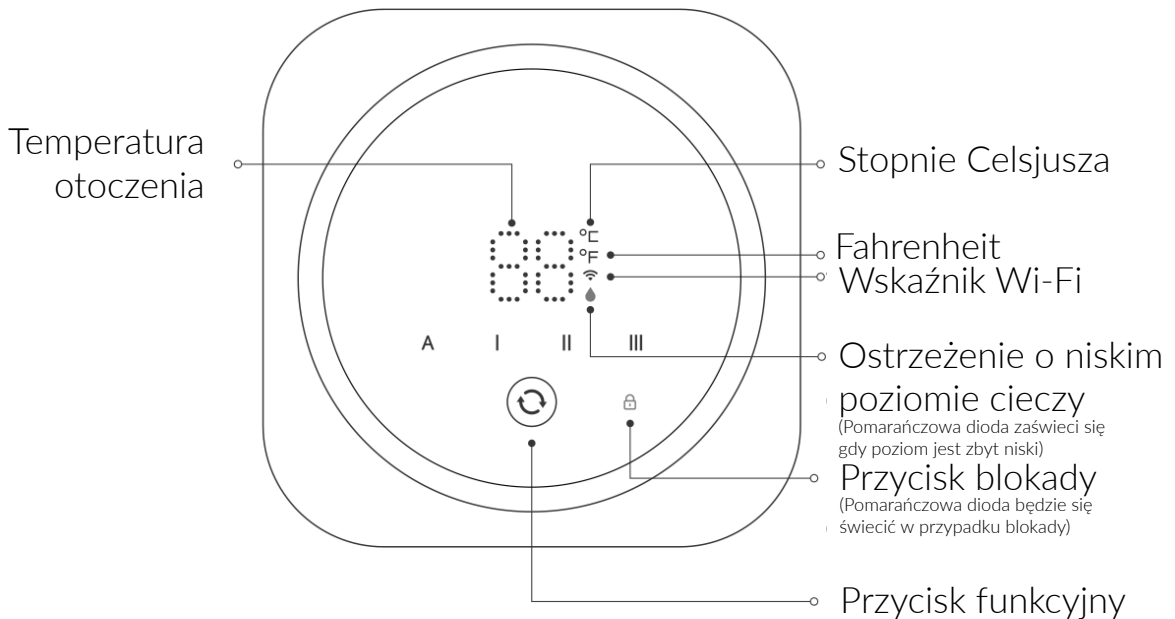 Temperatura
otoczenia
Stopnie Celsjusza
°C
°F
Fahrenheit
Wskaźnik Wi-Fi
88
A I II III
Ostrzeżenie o niskim
poziomie cieczy
(Pomarańczowa dioda zaświeci się
gdy poziom jest zbyt niski)
Przycisk blokady
(Pomarańczowa dioda będzie się
świecić w przypadku blokady)
Przycisk funkcyjny